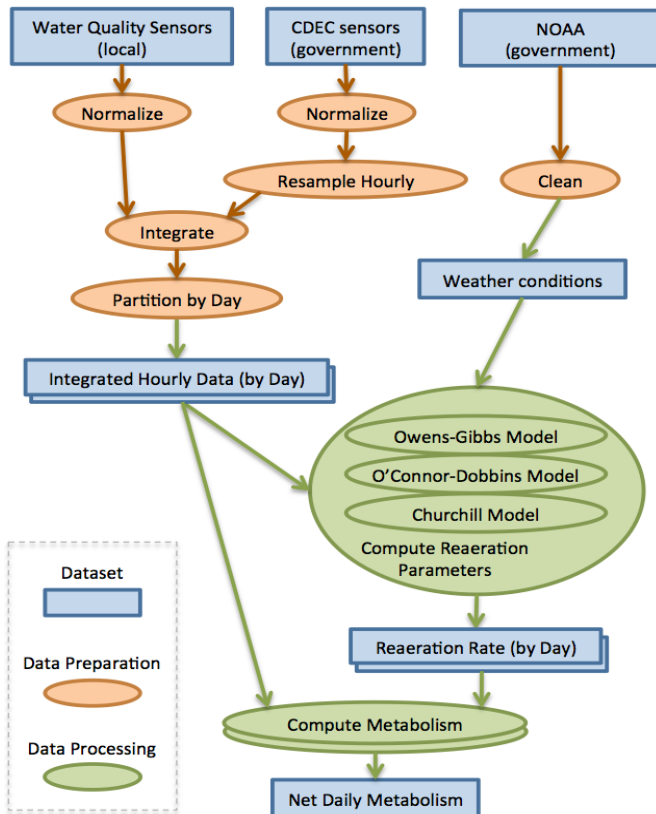 Water Quality Sensors
(local)
CDEC sensors
(government)
NOAA
(government)
Normalize
Normalize
Resample Hourly
Clean
Integrate
Partition by Day
Weather conditions
Integrated Hourly Data (by Day)
Owens-Gibbs Model
O'Connor-Dobbins Model
Churchill Model
Compute Reaeration
Parameters
Dataset
Reaeration Rate (by Day)
Data Preparation
Compute Metabolism
Data Processing
Net Daily Metabolism